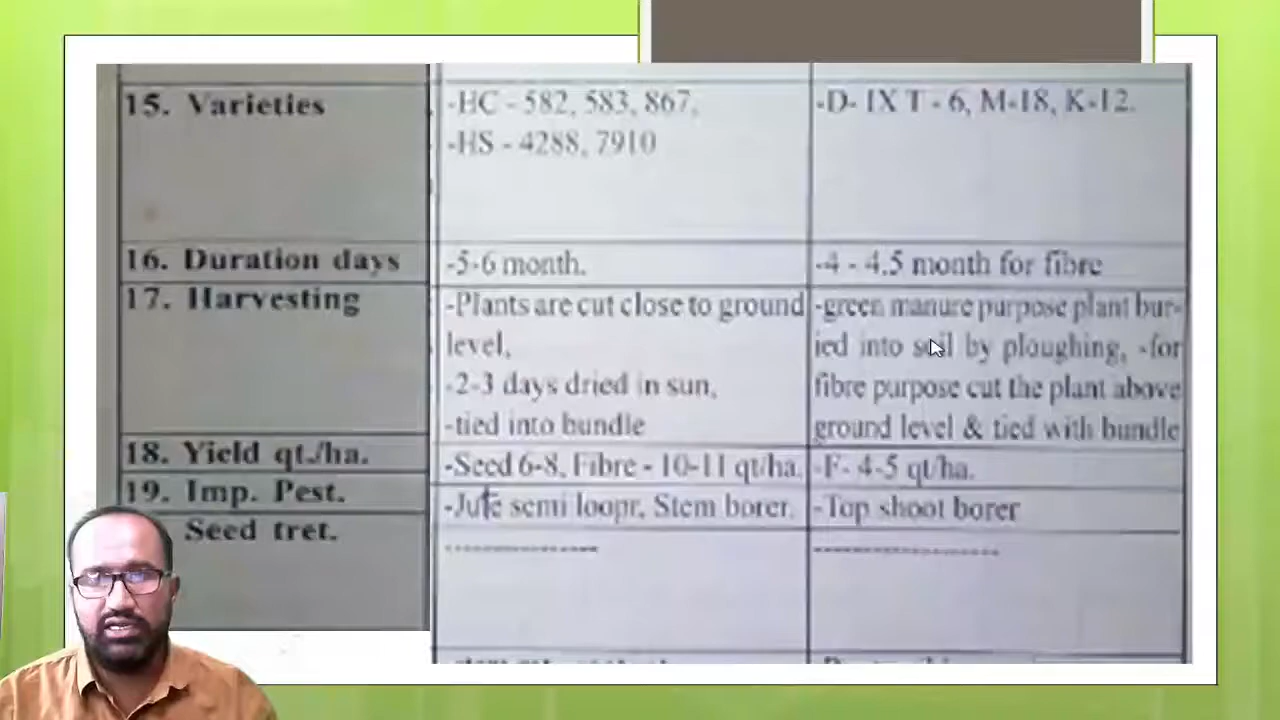 15. Varieties
-HC - 582, 583, 867,
-HS - 4288, 7910
-D- IX T - 6, M-18, K-12.
16. Duration days
-5-6 month.
-4 - 4.5 month for fibre
17. Harvesting
-Plants are cut close to ground
level,
-2-3 days dried in sun,
-tied into bundle
-green manure purpose plant bur-
ied into soil by ploughing, -for
fibre purpose cut the plant above
ground level & tied with bundle
18. Yield qt./ha.
-Seed 6-8, Fibre - 10-11 qt/ha.
-F- 4-5 qt/ha.
19. Imp. Pest.
-Jute semi loopr, Stem borer.
-Top shoot borer
Seed tret.